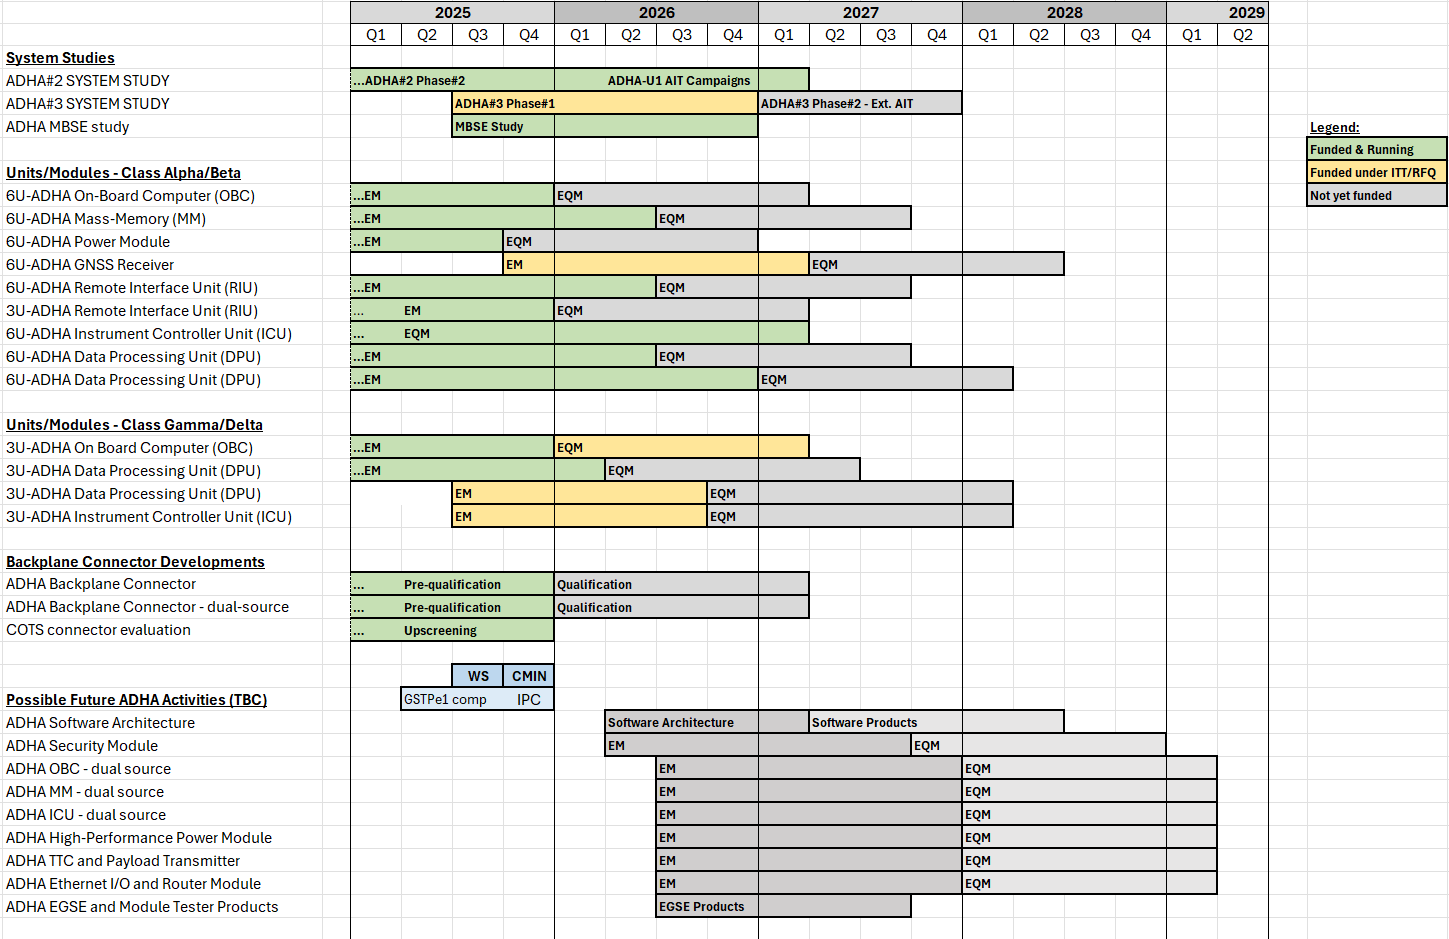 2025 2026 2027 2028 2029
Q1 Q2 Q3 Q4 Q1 Q2 Q3 Q4 Q1 Q2 Q3 Q4 Q1 Q2 Q3 Q4 Q1 Q2
System Studies
ADHA#2 SYSTEM STUDY ...ADHA#2 Phase#2 ADHA-U1 AIT Campaigns
ADHA#3 SYSTEM STUDY ADHA#3 Phase#1 ADHA#3 Phase#2 - Ext. AIT
ADHA MBSE study MBSE Study
Legend:
Funded & Running
Funded under ITT/RFQ
Not yet funded
Units/Modules - Class Alpha/Beta
6U-ADHA On-Board Computer (OBC) ...EM EQM
6U-ADHA Mass-Memory (MM) ...EM EQM
6U-ADHA Power Module ...EM EQM
6U-ADHA GNSS Receiver EM EQM
6U-ADHA Remote Interface Unit (RIU) ...EM EQM
3U-ADHA Remote Interface Unit (RIU) ... EM EQM
6U-ADHA Instrument Controller Unit (ICU) ... EQM
6U-ADHA Data Processing Unit (DPU) ...EM EQM
6U-ADHA Data Processing Unit (DPU) ...EM EQM
Units/Modules - Class Gamma/Delta
3U-ADHA On Board Computer (OBC) ...EM EQM
3U-ADHA Data Processing Unit (DPU) ...EM EQM
3U-ADHA Data Processing Unit (DPU) EM EQM
3U-ADHA Instrument Controller Unit (ICU) EM EQM
Backplane Connector Developments
ADHA Backplane Connector ... Pre-qualification Qualification
ADHA Backplane Connector - dual-source ... Pre-qualification Qualification
COTS connector evaluation ... Upscreening
WS CMIN
Possible Future ADHA Activities (TBC) GSTPe1 comp IPC
ADHA Software Architecture Software Architecture Software Products
ADHA Security Module EM EQM
ADHA OBC - dual source EM EQM
ADHA MM - dual source EM EQM
ADHA ICU - dual source EM EQM
ADHA High-Performance Power Module EM EQM
ADHA TTC and Payload Transmitter EM EQM
ADHA Ethernet I/O and Router Module EM EQM
ADHA EGSE and Module Tester Products EGSE Products